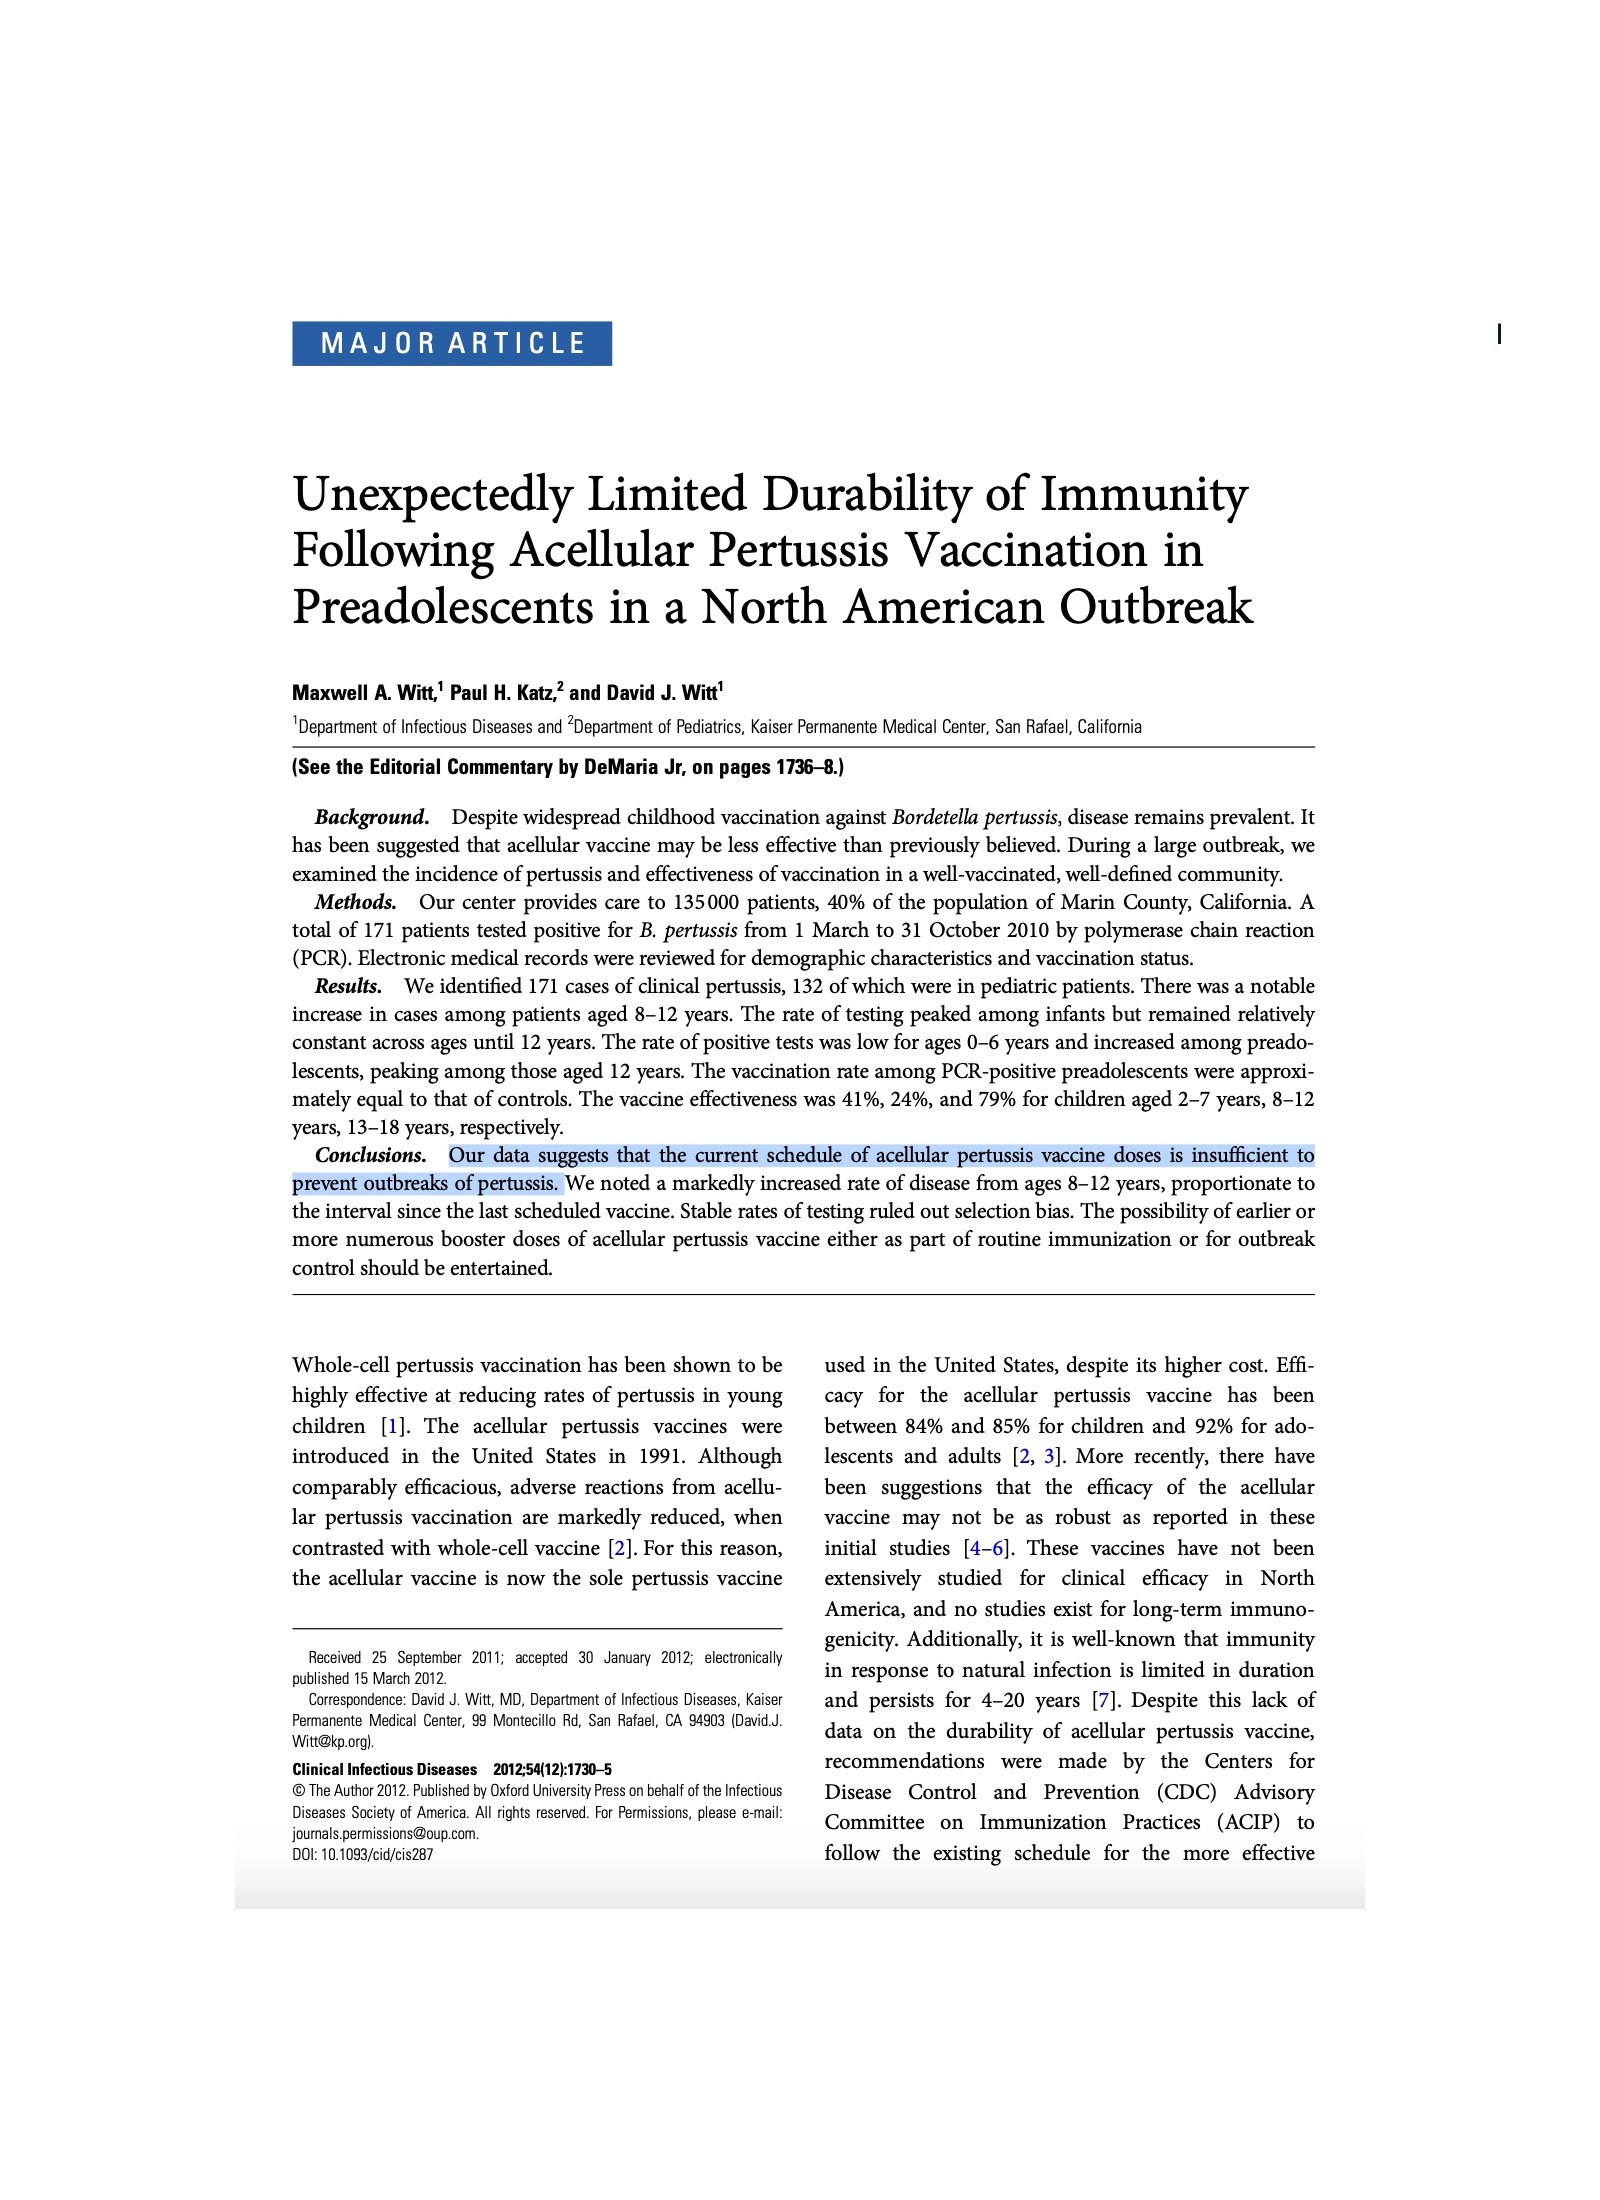 MAJOR ARTICLE
Unexpectedly Limited Durability of Immunity
Following Acellular Pertussis Vaccination in
Preadolescents in a North American Outbreak
Maxwell A. Witt,1 Paul H. Katz,2 and David J. Witt1
1Department of Infectious Diseases and 2Department of Pediatrics, Kaiser Permanente Medical Center, San Rafael, California
(See the Editorial Commentary by DeMaria Jr, on pages 1736–8.)
Background. Despite widespread childhood vaccination against Bordetella pertussis, disease remains prevalent. It
has been suggested that acellular vaccine may be less effective than previously believed. During a large outbreak, we
examined the incidence of pertussis and effectiveness of vaccination in a well-vaccinated, well-defined community.
Methods. Our center provides care to 135 000 patients, 40% of the population of Marin County, California. A
total of 171 patients tested positive for B. pertussis from 1 March to 31 October 2010 by polymerase chain reaction
(PCR). Electronic medical records were reviewed for demographic characteristics and vaccination status.
Results. We identified 171 cases of clinical pertussis, 132 of which were in pediatric patients. There was a notable
increase in cases among patients aged 8–12 years. The rate of testing peaked among infants but remained relatively
constant across ages until 12 years. The rate of positive tests was low for ages 0–6 years and increased among preado-
lescents, peaking among those aged 12 years. The vaccination rate among PCR-positive preadolescents were approxi-
mately equal to that of controls. The vaccine effectiveness was 41%, 24%, and 79% for children aged 2–7 years, 8–12
years, 13–18 years, respectively.
Conclusions. Our data suggests that the current schedule of acellular pertussis vaccine doses is insufficient to
prevent outbreaks of pertussis. We noted a markedly increased rate of disease from ages 8–12 years, proportionate to
the interval since the last scheduled vaccine. Stable rates of testing ruled out selection bias. The possibility of earlier or
more numerous booster doses of acellular pertussis vaccine either as part of routine immunization or for outbreak
control should be entertained.
Whole-cell pertussis vaccination has been shown to be
highly effective at reducing rates of pertussis in young
children [1]. The acellular pertussis vaccines were
introduced in the United States in 1991. Although
comparably efficacious, adverse reactions from acellu-
lar pertussis vaccination are markedly reduced, when
contrasted with whole-cell vaccine [2]. For this reason,
the acellular vaccine is now the sole pertussis vaccine
Received 25 September 2011; accepted 30 January 2012; electronically
published 15 March 2012.
Correspondence: David J. Witt, MD, Department of Infectious Diseases, Kaiser
Permanente Medical Center, 99 Montecillo Rd, San Rafael, CA 94903 (David.J.
Witt@kp.org).
Clinical Infectious Diseases 2012;54(12):1730–5
© The Author 2012. Published by Oxford University Press on behalf of the Infectious
Diseases Society of America. All rights reserved. For Permissions, please e-mail:
journals.permissions@oup.com.
DOI: 10.1093/cid/cis287
used in the United States, despite its higher cost. Effi-
cacy for the acellular pertussis vaccine has been
between 84% and 85% for children and 92% for ado-
lescents and adults [2, 3]. More recently, there have
been suggestions that the efficacy of the acellular
vaccine may not be as robust as reported in these
initial studies [4–6]. These vaccines have not been
extensively studied for clinical efficacy in North
America, and no studies exist for long-term immuno-
genicity. Additionally, it is well-known that immunity
in response to natural infection is limited in duration
and persists for 4–20 years [7]. Despite this lack of
data on the durability of acellular pertussis vaccine,
recommendations were made by the Centers for
Disease Control and Prevention (CDC) Advisory
Committee on Immunization Practices (ACIP) to
follow the existing schedule for the more effective